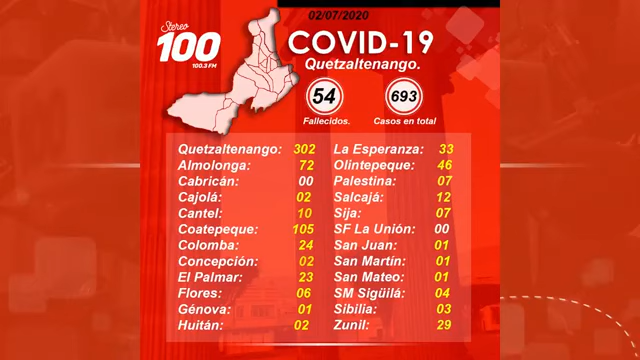 02/07/2020
Stereo
100
100.3 FM
COVID-19
Quetzaltenango.
54
Fallecidos.
693
Casos en total
Quetzaltenango: 302
Almolonga: 72
Cabricán: 00
Cajolá: 02
Cantel: 10
Coatepeque: 105
Colomba: 24
Concepción: 02
El Palmar: 23
Flores: 06
Génova: 01
Huitán: 02
La Esperanza: 33
Olintepeque: 46
Palestina: 07
Salcajá: 12
Sija: 07
SF La Unión: 00
San Juan: 01
San Martín: 01
San Mateo: 01
SM Sigüilá: 04
Sibilia: 03
Zunil: 29